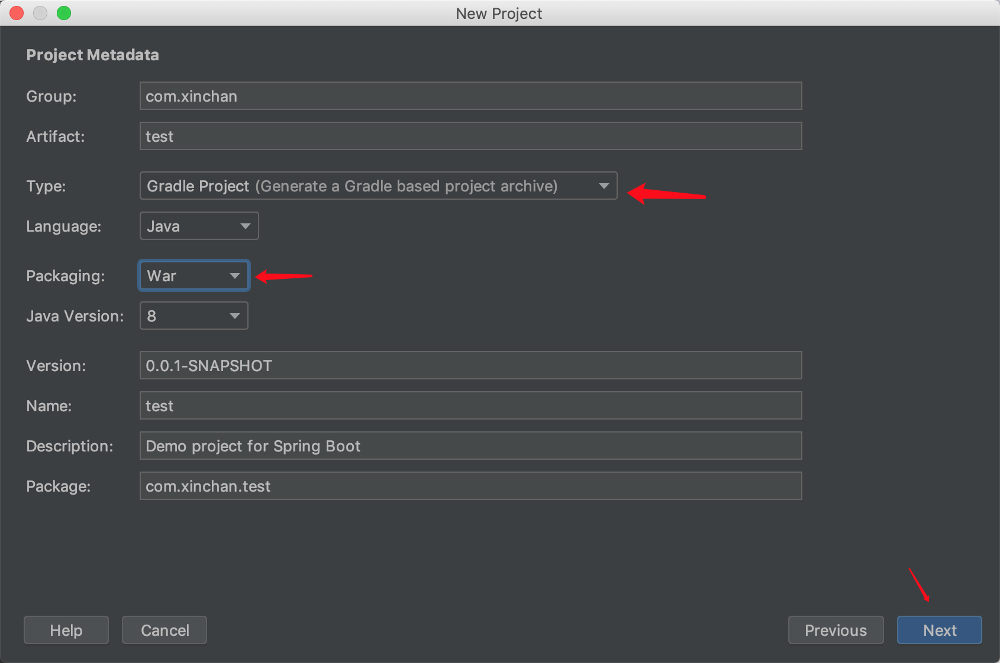 New Project
Project Metadata
Group: com.xinchan
Artifact: test
Type: Gradle Project (Generate a Gradle based project archive)
Language: Java
Packaging: War
Java Version: 8
Version: 0.0.1-SNAPSHOT
Name: test
Description: Demo project for Spring Boot
Package: com.xinchan.test
Help Cancel Previous Next